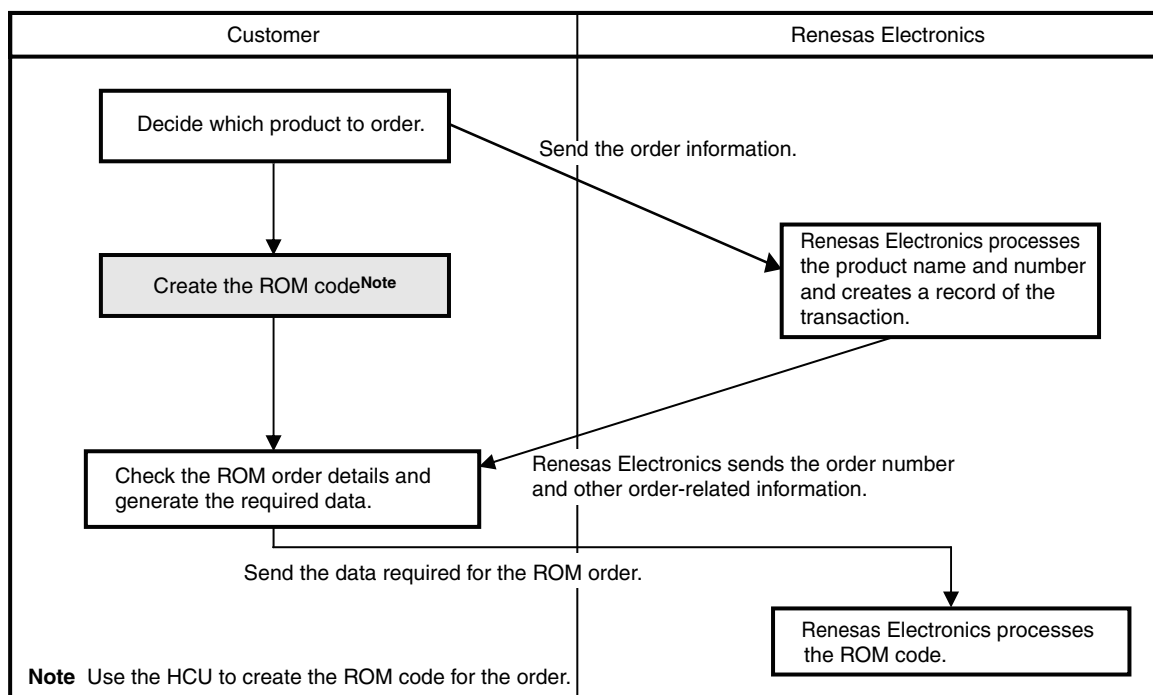 Customer
Renesas Electronics
Decide which product to order.
Send the order information.
Renesas Electronics processes
the product name and number
and creates a record of the
transaction.
Create the ROM codeNote
Check the ROM order details and
generate the required data.
Renesas Electronics sends the order number
and other order-related information.
Send the data required for the ROM order.
Renesas Electronics processes
the ROM code.
Note Use the HCU to create the ROM code for the order.